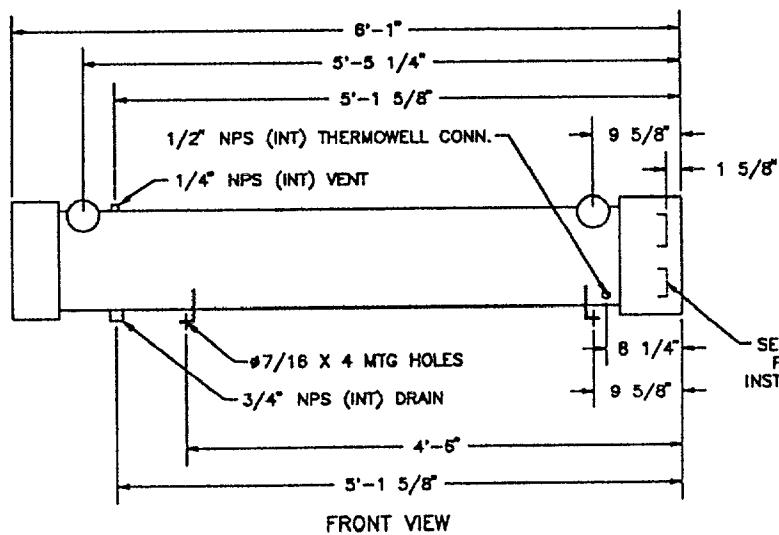 6'-1"
5'-5 1/4"
5'-1 5/8"
1/2" NPS (INT) THERMOWELL CONN.
9 5/8"
1 5/8"
1/4" NPS (INT) VENT
ø7/16 X 4 MTG HOLES
3/4" NPS (INT) DRAIN
8 1/4"
SE
F
INST
9 5/8"
4'-6"
5'-1 5/8"
FRONT VIEW